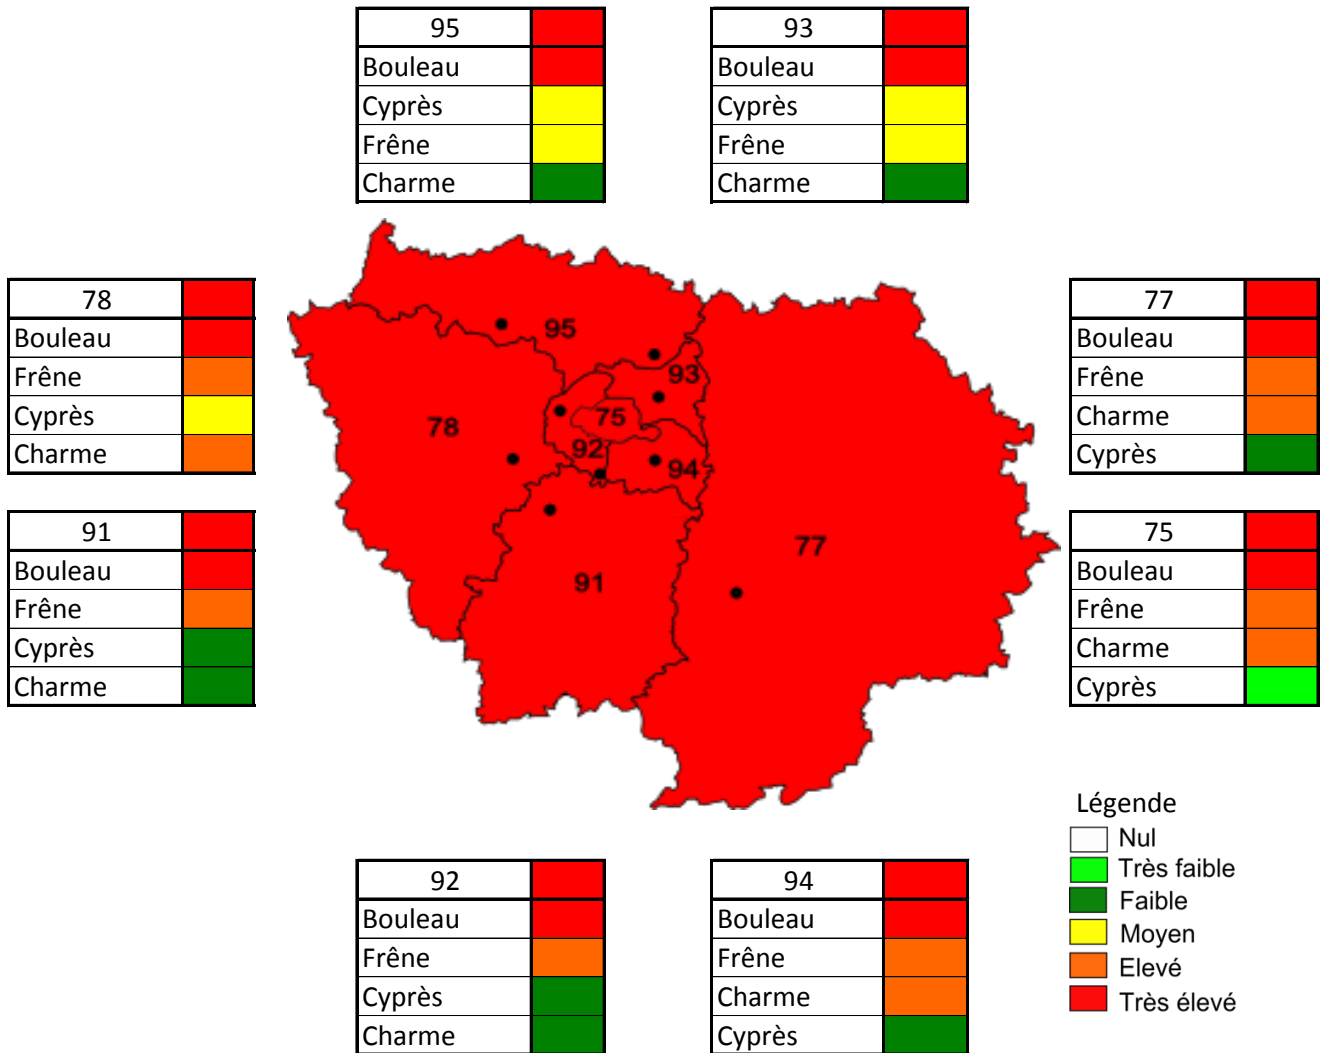 95
Bouleau
Cyprès
Frêne
Charme
93
Bouleau
Cyprès
Frêne
Charme
78
Bouleau
Frêne
Cyprès
Charme
91
Bouleau
Frêne
Cyprès
Charme
95
93
75
78
92
94
77
91
77
Bouleau
Frêne
Charme
Cyprès
75
Bouleau
Frêne
Charme
Cyprès
92
Bouleau
Frêne
Cyprès
Charme
94
Bouleau
Frêne
Charme
Cyprès
Légende
Nul
Très faible
Faible
Moyen
Elevé
Très élevé